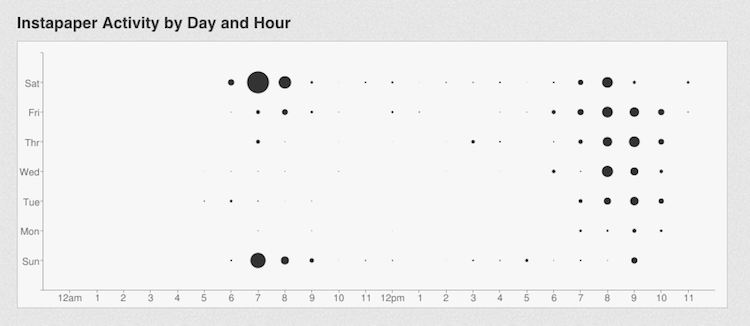 Instapaper Activity by Day and Hour
Sat
Fri
Thr
Wed
Tue
Mon
Sun
12am 1 2 3 4 5 6 7 8 9 10 11 12pm 1 2 3 4 5 6 7 8 9 10 11